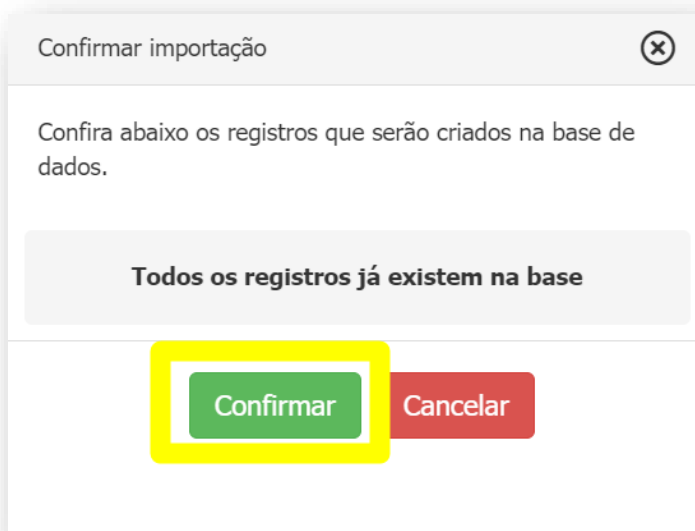 Confirmar importação
Confira abaixo os registros que serão criados na base de
dados.
Todos os registros já existem na base
Confirmar
Cancelar